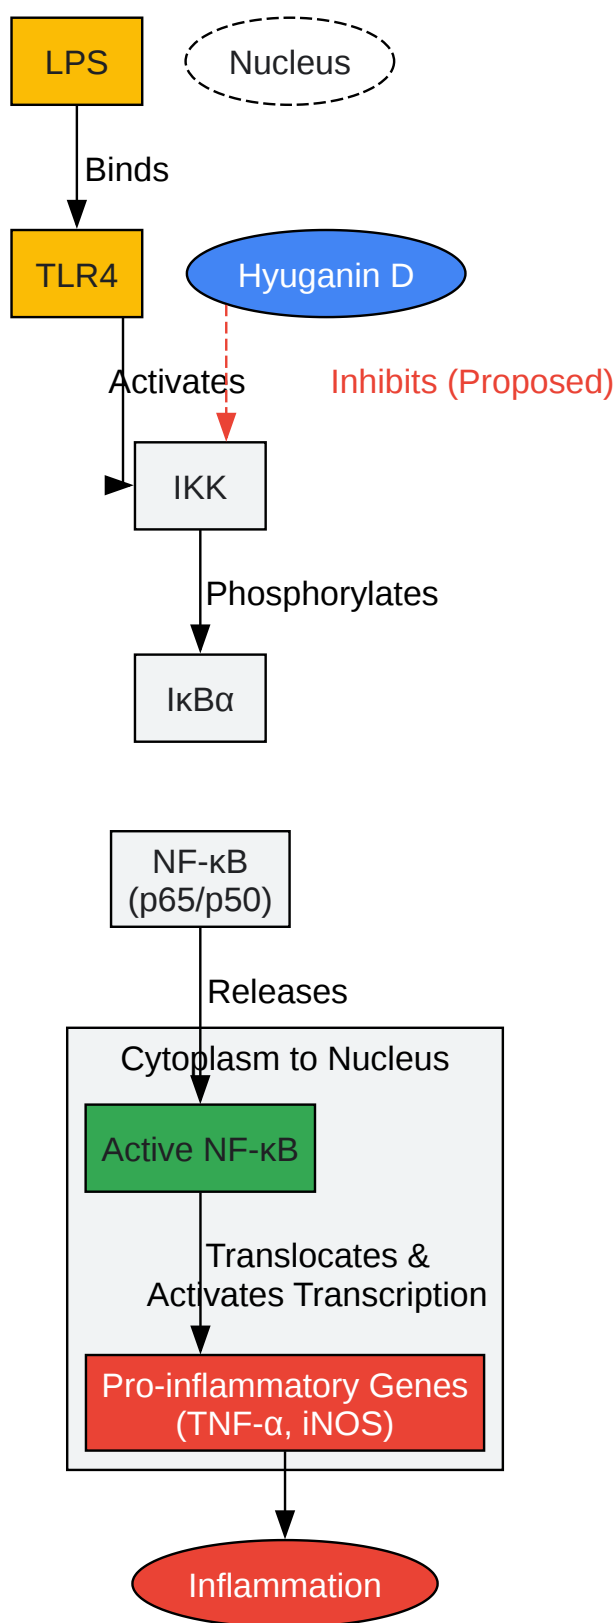 LPS
Nucleus
Binds
TLR4
Hyuganin D
Activates
Inhibits (Proposed)
IKK
Phosphorylates
IκBα
NF-κB
(p65/p50)
Releases
Cytoplasm to Nucleus
Active NF-κB
Translocates &
Activates Transcription
Pro-inflammatory Genes
(TNF-α, iNOS)
Inflammation